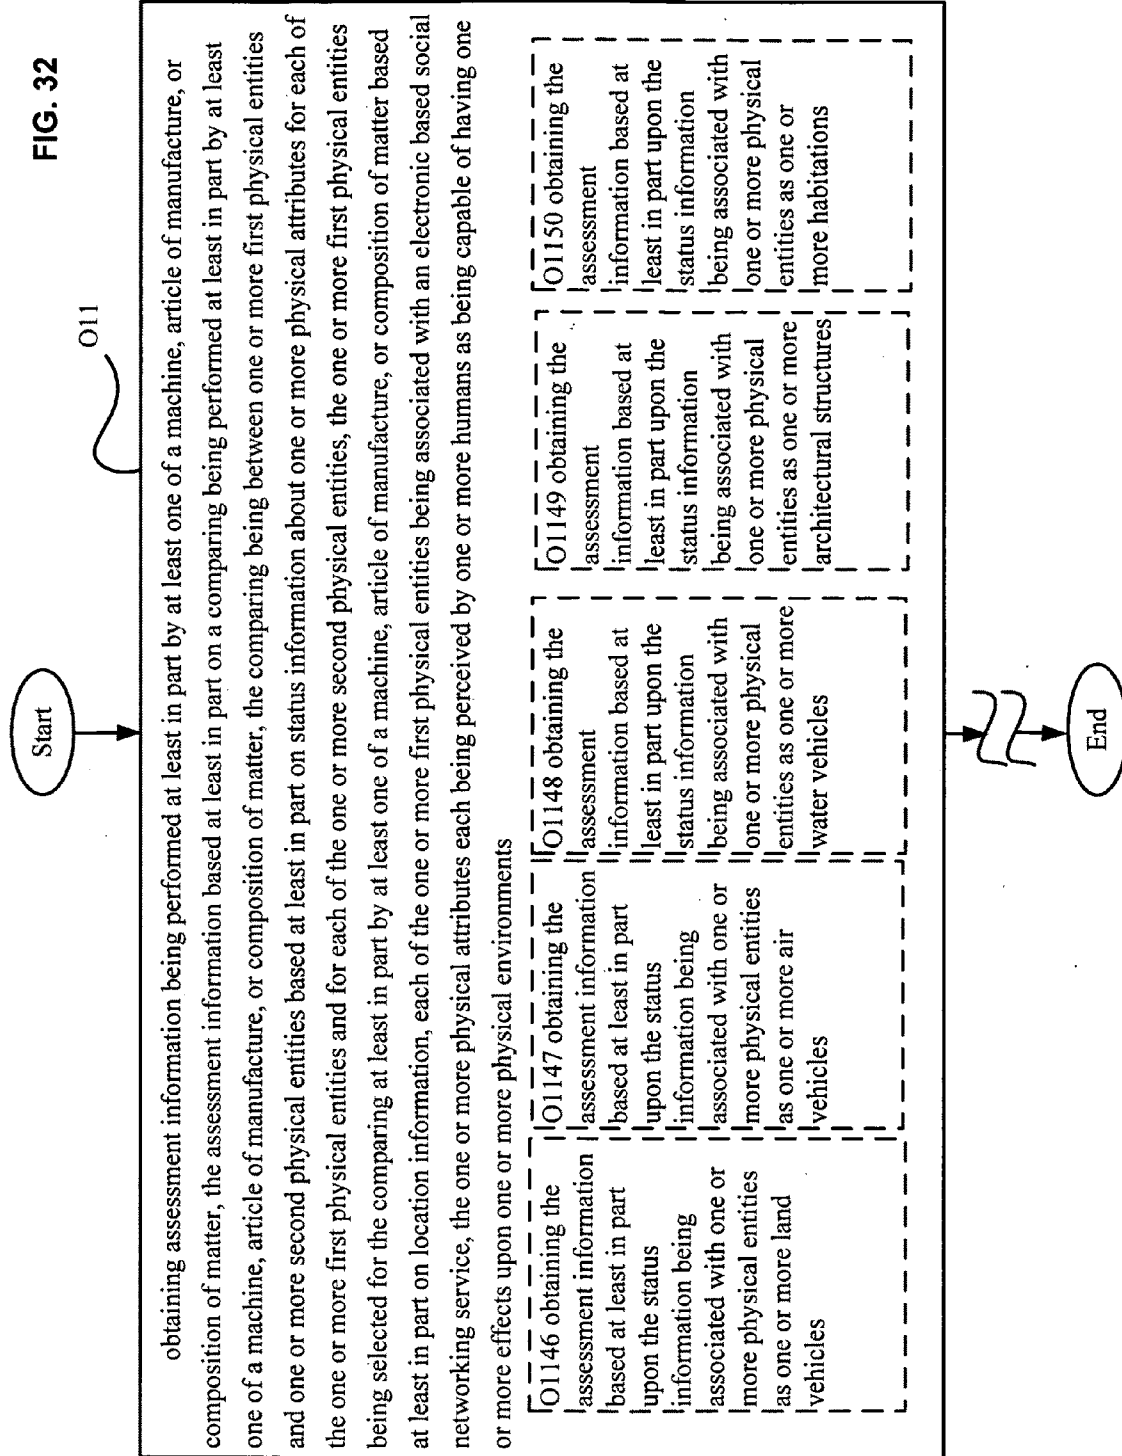 FIG. 32
O11
Start
obtaining assessment information being performed at least in part by at least one of a machine, article of manufacture, or
composition of matter, the assessment information based at least in part on a comparing being performed at least in part by at least
one of a machine, article of manufacture, or composition of matter, the comparing being between one or more first physical entities
and one or more second physical entities based at least in part on status information about one or more physical attributes for each of
the one or more first physical entities and for each of the one or more second physical entities, the one or more first physical entities
being selected for the comparing at least in part by at least one of a machine, article of manufacture, or composition of matter based
at least in part on location information, each of the one or more first physical entities being associated with an electronic based social
networking service, the one or more physical attributes each being perceived by one or more humans as being capable of having one
or more effects upon one or more physical environments
O1146 obtaining the
assessment information
based at least in part
upon the status
information being
associated with one or
more physical entities
as one or more land
vehicles
O1147 obtaining the
assessment information
based at least in part
upon the status
information being
associated with one or
more physical entities
as one or more air
vehicles
O1148 obtaining the
assessment
information based at
least in part upon the
status information
being associated with
one or more physical
entities as one or more
water vehicles
O1149 obtaining the
assessment
information based at
least in part upon the
status information
being associated with
one or more physical
entities as one or more
architectural structures
O1150 obtaining the
assessment
information based at
least in part upon the
status information
being associated with
one or more physical
entities as one or
more habitations
End